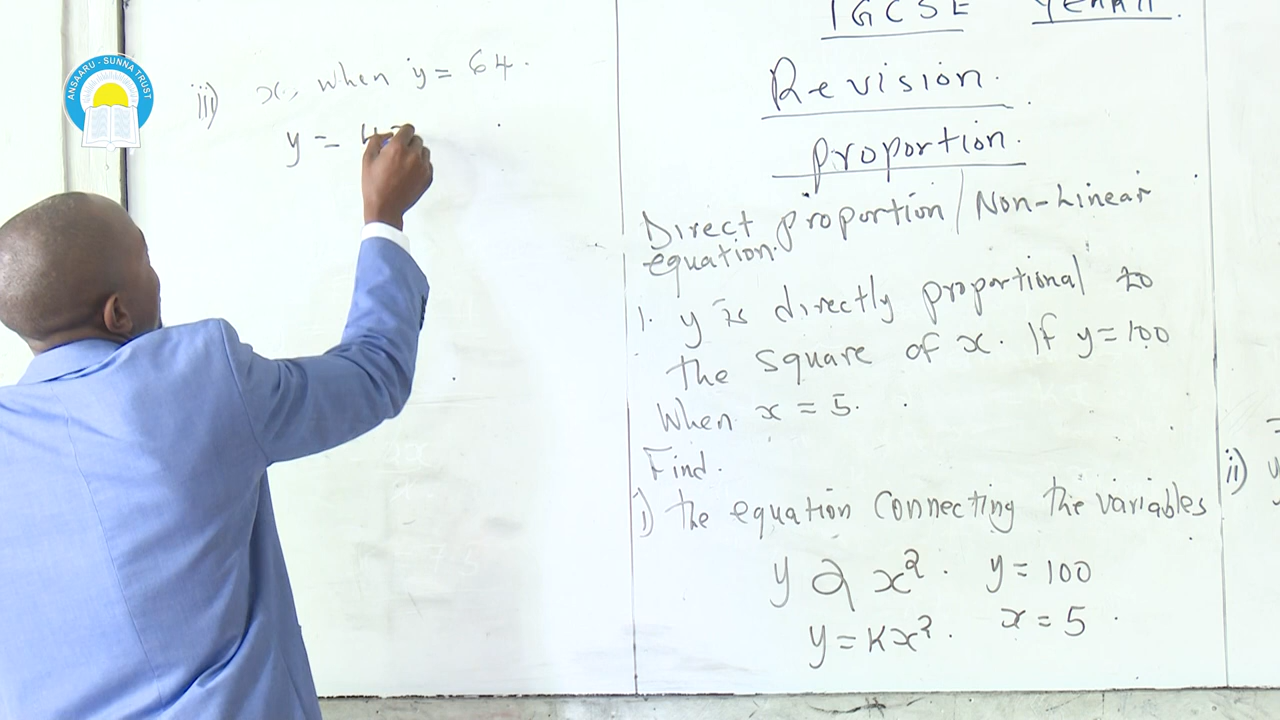 ANSAARU - SUNNA TRUST
iii) x, when y = 64.
y = 4
IGCSE
Revision.
proportion.
Direct proportion / Non-Linear
equation.
1. y is directly proportional to
the square of x. If y = 100
When x = 5.
Find.
i) the equation connecting the variables
y ∝ x². y = 100
y = kx². x = 5
ii)